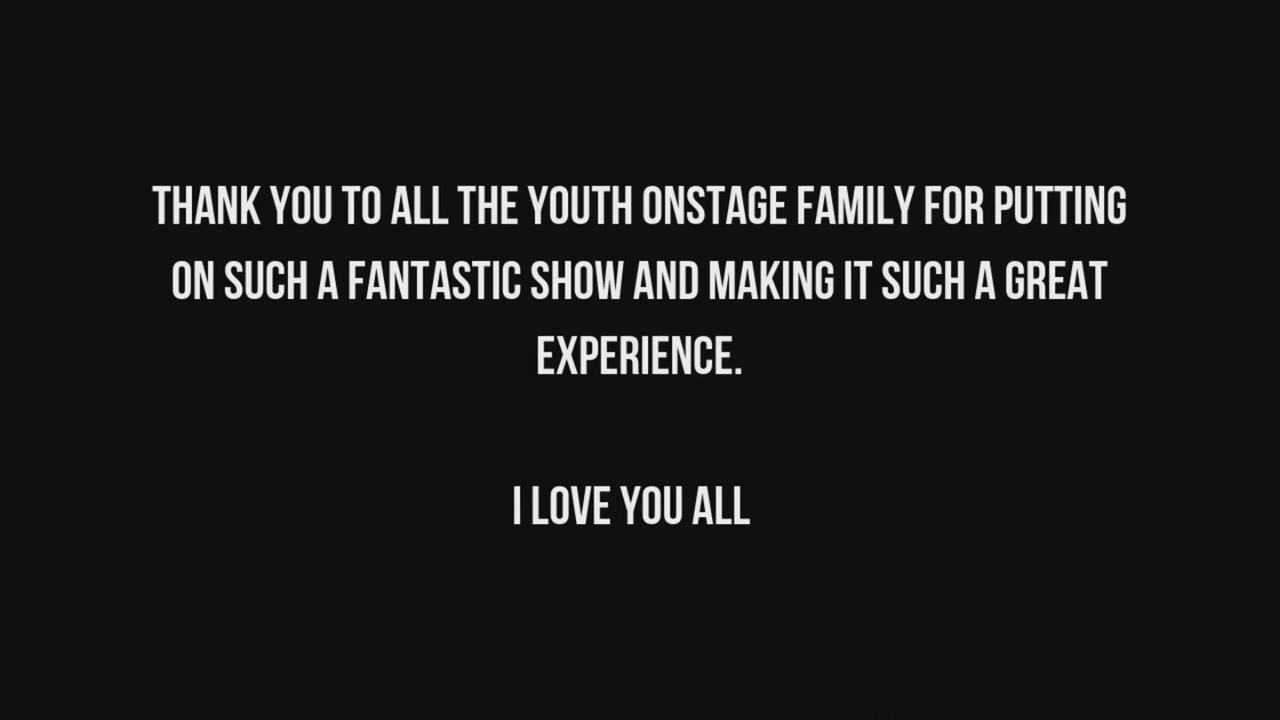 THANK YOU TO ALL THE YOUTH ONSTAGE FAMILY FOR PUTTING
ON SUCH A FANTASTIC SHOW AND MAKING IT SUCH A GREAT
EXPERIENCE.
I LOVE YOU ALL